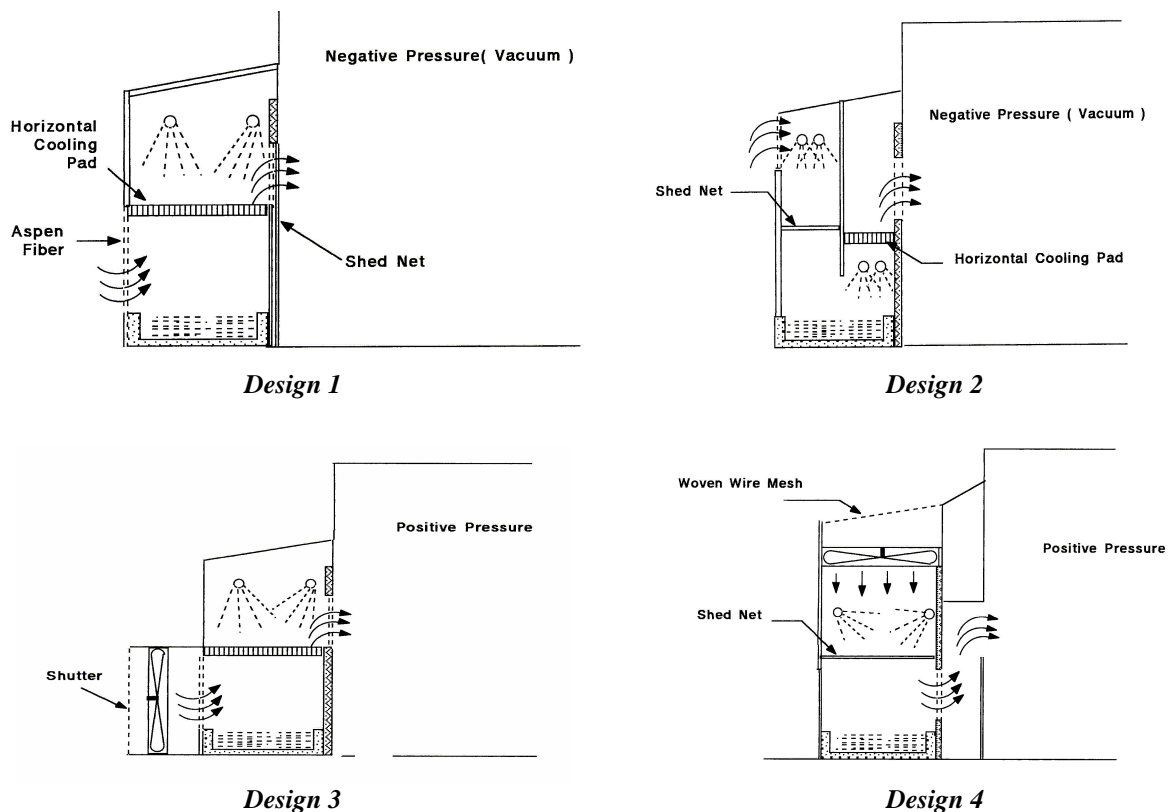 Negative Pressure( Vacuum )
Horizontal
Cooling
Pad
Aspen
Fiber
Shed Net
Design 1
Negative Pressure ( Vacuum )
Shed Net
Horizontal Cooling Pad
Design 2
Positive Pressure
Shutter
Design 3
Woven Wire Mesh
Positive Pressure
Shed Net
Design 4